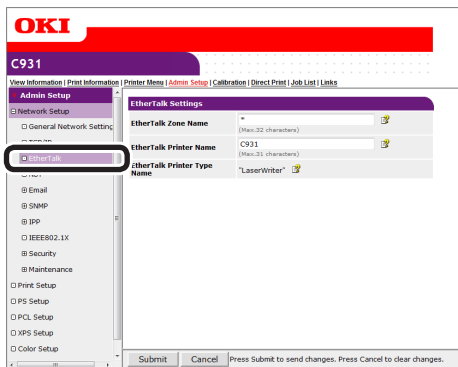 OKI
C931
View Information | Print Information | Printer Menu | Admin Setup | Calibration | Direct Print | Job List | Links
Admin Setup
Network Setup
General Network Setting
EtherTalk
Email
SNMP
IPP
IEEE802.1X
Security
Maintenance
Print Setup
PS Setup
PCL Setup
XPS Setup
Color Setup
EtherTalk Settings
EtherTalk Zone Name
*
(Max.32 characters)
EtherTalk Printer Name
C931
(Max.31 characters)
EtherTalk Printer Type Name
"LaserWriter"
Submit Cancel Press Submit to send changes. Press Cancel to clear changes.